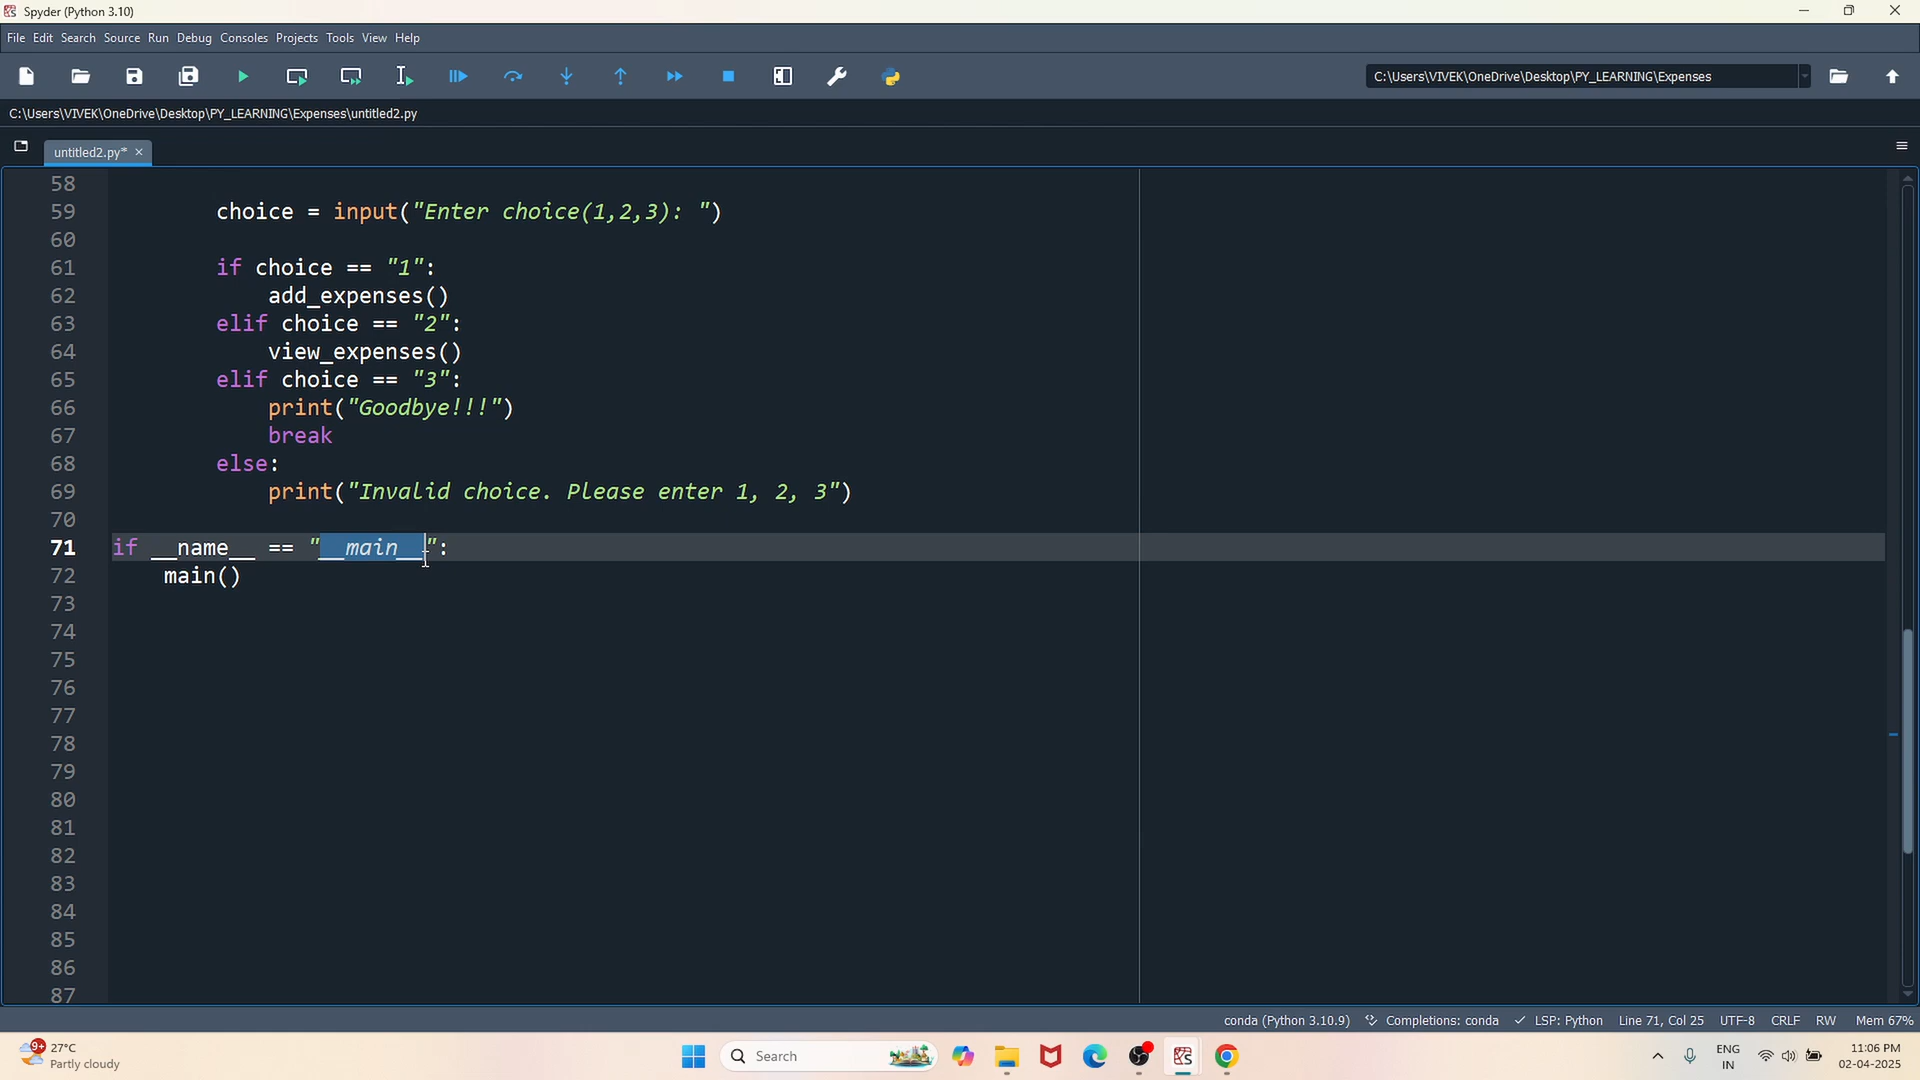 Spyder (Python 3.10)
File Edit Search Source Run Debug Consoles Projects Tools View Help
C:\Users\VIVEK\OneDrive\Desktop\PY_LEARNING\Expenses
C:\Users\VIVEK\OneDrive\Desktop\PY_LEARNING\Expenses\untitled2.py
untitled2.py*
58
59 choice = input("Enter choice(1,2,3): ")
60
61 if choice == "1":
62 add_expenses()
63 elif choice == "2":
64 view_expenses()
65 elif choice == "3":
66 print("Goodbye!!!")
67 break
68 else:
69 print("Invalid choice. Please enter 1, 2, 3")
70
71 if __name__ == "__main__":
72 main()
73
74
75
76
77
78
79
80
81
82
83
84
85
86
87
conda (Python 3.10.9) Completions: conda LSP: Python Line 71, Col 25 UTF-8 CRLF RW Mem 67%
9+ 27°C
Partly cloudy
Search
ENG
IN
11:06 PM
02-04-2025